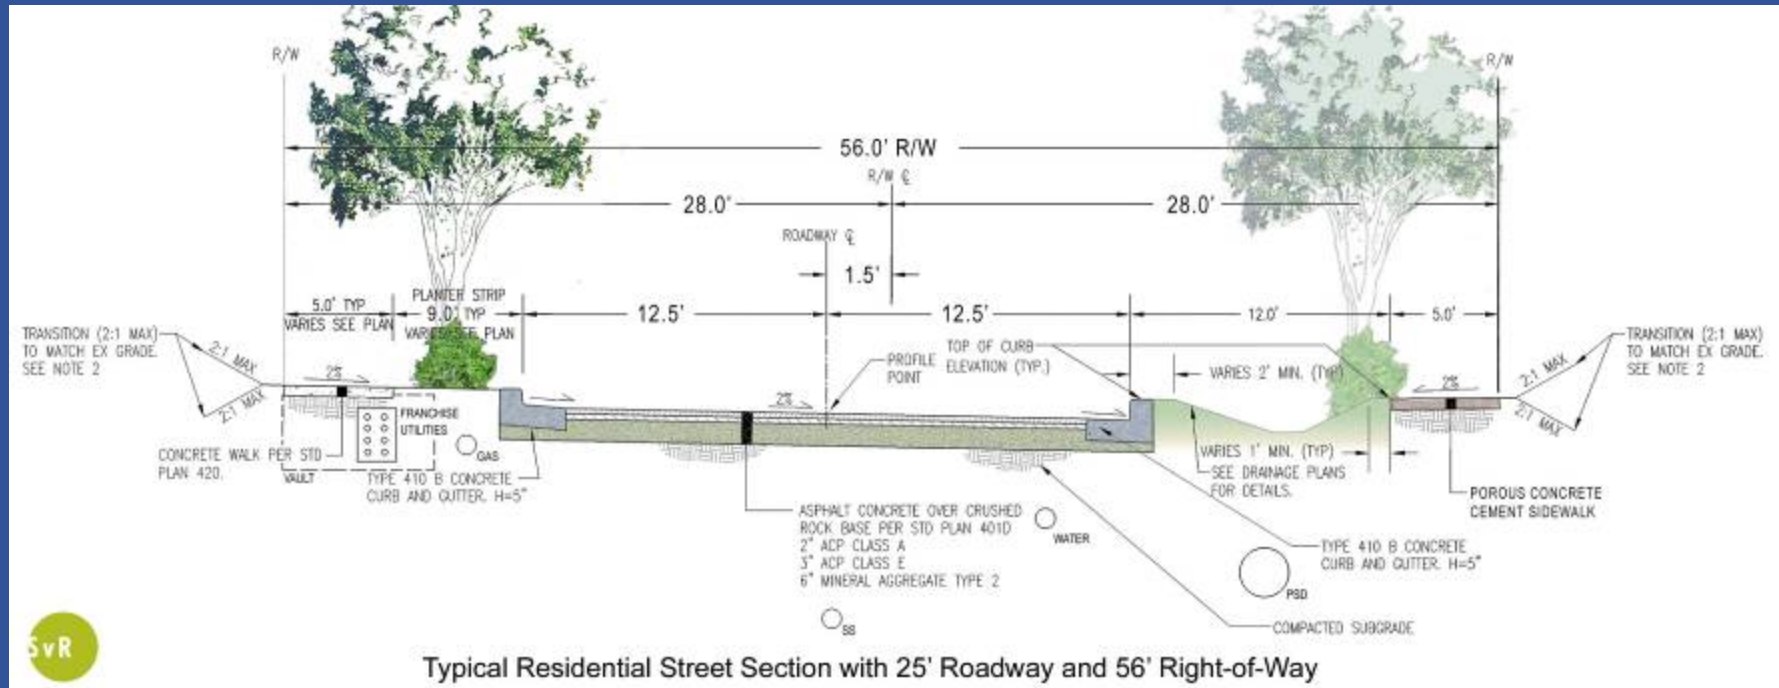 R/W
R/W
56.0' R/W
R/W ℄
28.0'
28.0'
ROADWAY ℄
1.5'
5.0' TYP
VARIES SEE PLAN
PLANTER STRIP
9.0' TYP
VARIES SEE PLAN
12.5'
12.5'
12.0'
5.0'
TRANSITION (2:1 MAX)
TO MATCH EX GRADE.
SEE NOTE 2
2:1 MAX
2:1 MAX
2%
2%
PROFILE
POINT
TOP OF CURB
ELEVATION (TYP.)
VARIES 2' MIN. (TYP)
2%
2:1 MAX
2:1 MAX
TRANSITION (2:1 MAX)
TO MATCH EX GRADE.
SEE NOTE 2
FRANCHISE
UTILITIES
GAS
CONCRETE WALK PER STD
PLAN 420.
VAULT
TYPE 410 B CONCRETE
CURB AND GUTTER. H=5"
VARIES 1' MIN. (TYP)
SEE DRAINAGE PLANS
FOR DETAILS.
POROUS CONCRETE
CEMENT SIDEWALK
ASPHALT CONCRETE OVER CRUSHED
ROCK BASE PER STD PLAN 401D
2" ACP CLASS A
3" ACP CLASS E
6" MINERAL AGGREGATE TYPE 2
WATER
TYPE 410 B CONCRETE
CURB AND GUTTER. H=5"
PSD
SS
COMPACTED SUBGRADE
SvR
Typical Residential Street Section with 25' Roadway and 56' Right-of-Way